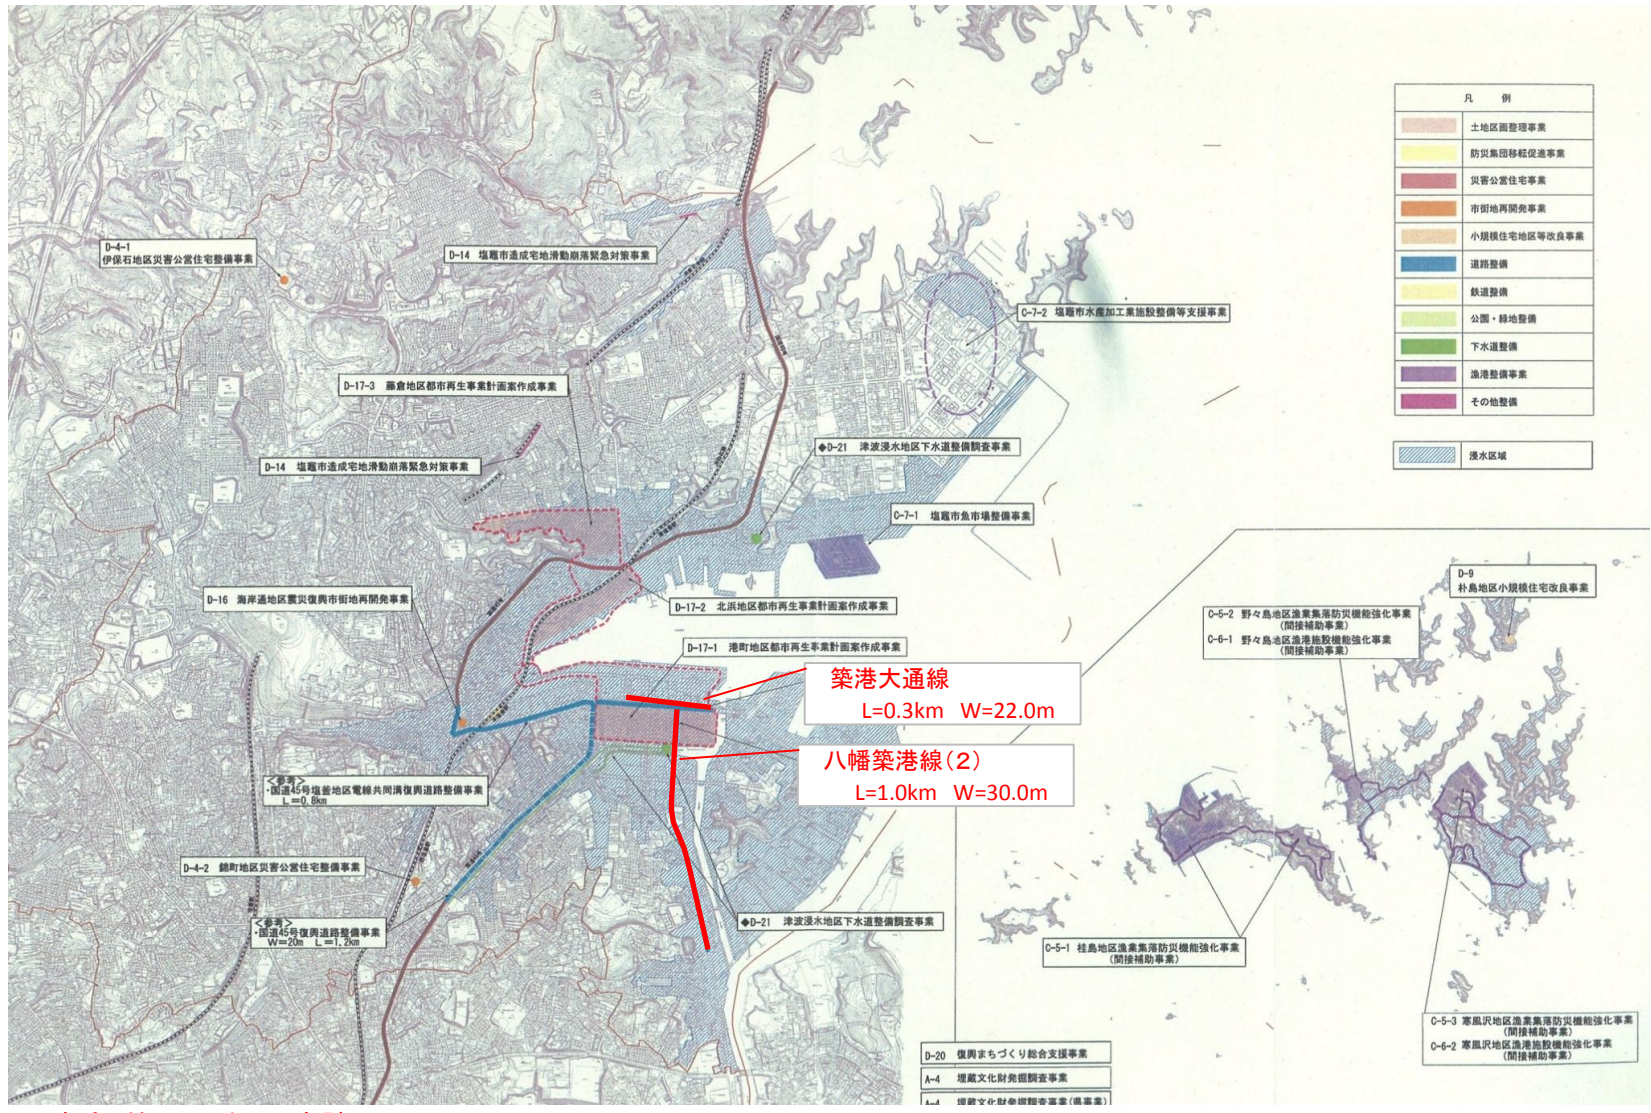 凡 例
土地区画整理事業
防災集団移転促進事業
災害公営住宅事業
市街地再開発事業
小規模住宅地区等改良事業
道路整備
鉄道整備
公園・緑地整備
下水道整備
漁港整備事業
その他整備
浸水区域
D-4-1
伊保石地区災害公営住宅整備事業
D-14 塩竈市造成宅地滑動崩落緊急対策事業
C-7-2 塩竈市水産加工業施設整備等支援事業
D-17-3 藤倉地区都市再生事業計画案作成事業
◆D-21 津波浸水地区下水道整備調査事業
D-14 塩竈市造成宅地滑動崩落緊急対策事業
C-7-1 塩竈市魚市場整備事業
D-16 海岸通地区震災復興市街地再開発事業
D-17-2 北浜地区都市再生事業計画案作成事業
D-17-1 港町地区都市再生事業計画案作成事業
築港大通線
L=0.3km W=22.0m
八幡築港線(2)
L=1.0km W=30.0m
<参考>
・国道45号塩釜地区電線共同溝復興道路整備事業
L=0.8km
D-4-2 錦町地区災害公営住宅整備事業
<参考>
・国道45号復興道路整備事業
W=20m L=1.2km
◆D-21 津波浸水地区下水道整備調査事業
D-9
朴島地区小規模住宅改良事業
C-5-2 野々島地区漁業集落防災機能強化事業
(間接補助事業)
C-6-1 野々島地区漁港施設機能強化事業
(間接補助事業)
C-5-1 桂島地区漁業集落防災機能強化事業
(間接補助事業)
C-5-3 寒風沢地区漁業集落防災機能強化事業
(間接補助事業)
C-6-2 寒風沢地区漁港施設機能強化事業
(間接補助事業)
D-20 復興まちづくり総合支援事業
A-4 埋蔵文化財発掘調査事業
A-4 埋蔵文化財発掘調査事業(県事業)